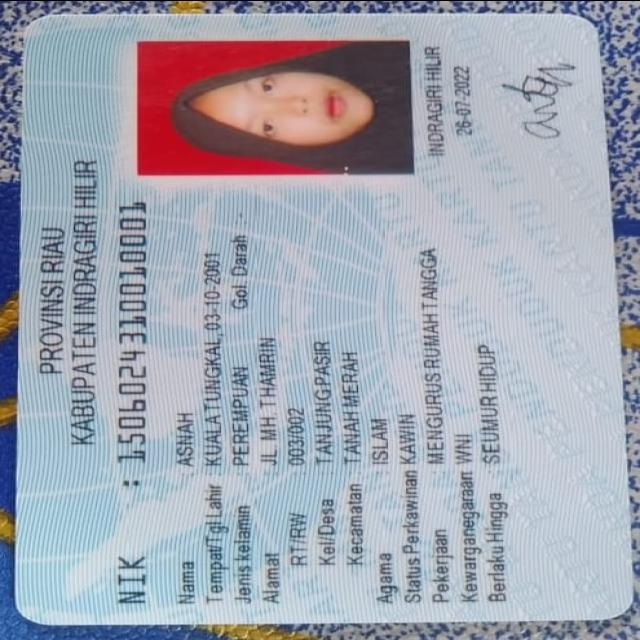 PROVINSI RIAU
KABUPATEN INDRAGIRI HILIR
NIK : 1506024310010001
Nama ASNAH
Tempat/Tgl Lahir KUALA TUNGKAL, 03-10-2001
Jenis kelamin PEREMPUAN Gol. Darah -
Alamat JL. MH. THAMRIN
RT/RW 003/002
Kel/Desa TANJUNG PASIR
Kecamatan TANAH MERAH
Agama ISLAM
Status Perkawinan KAWIN
Pekerjaan MENGURUS RUMAH TANGGA
Kewarganegaraan WNI
Berlaku Hingga SEUMUR HIDUP
INDRAGIRI HILIR
26-07-2022